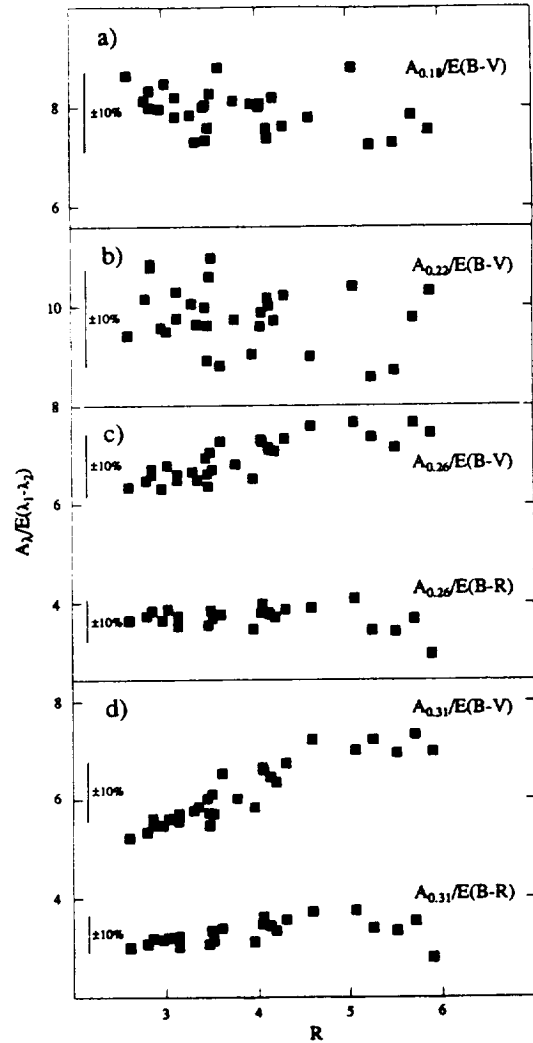 a)
A0.18/E(B-V)
8
±10%
6
b)
A0.22/E(B-V)
10
±10%
8
c)
A0.26/E(B-V)
±10%
6
Aλ/E(λ1-λ2)
A0.26/E(B-R)
4
±10%
8
d)
A0.31/E(B-V)
±10%
6
A0.31/E(B-R)
4
±10%
3 4 5 6
R